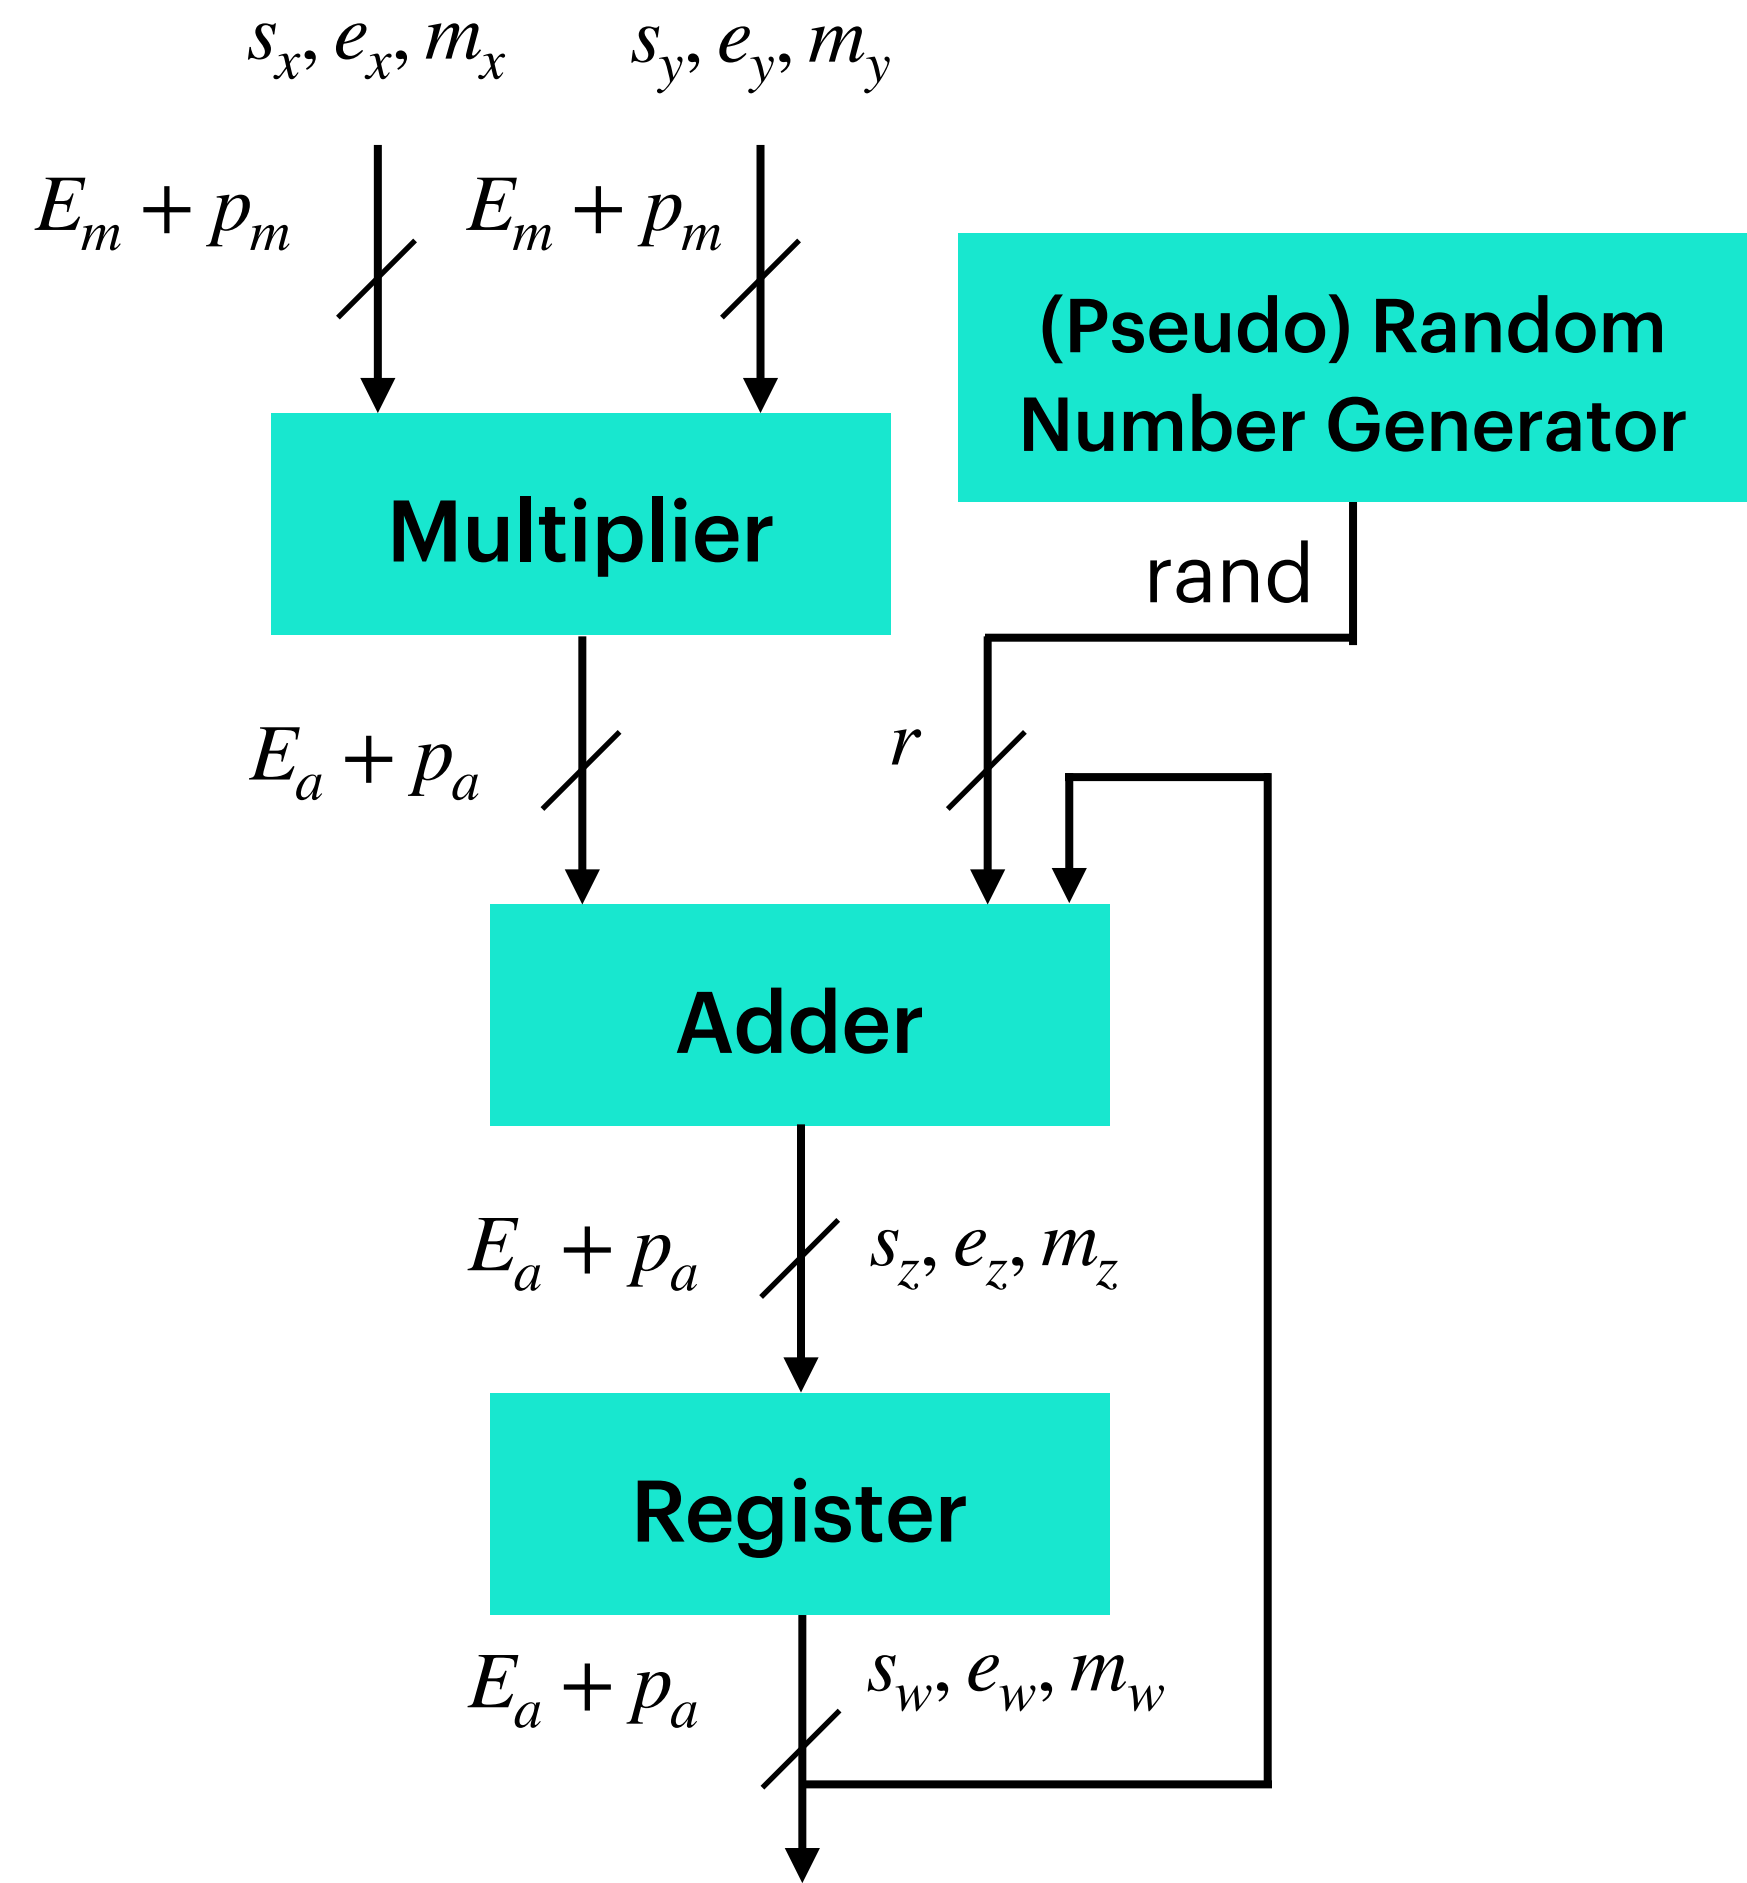 s_x, e_x, m_x
s_y, e_y, m_y
E_m + p_m
E_m + p_m
(Pseudo) Random
Number Generator
Multiplier
rand
E_a + p_a
r
Adder
E_a + p_a
s_z, e_z, m_z
Register
E_a + p_a
s_w, e_w, m_w